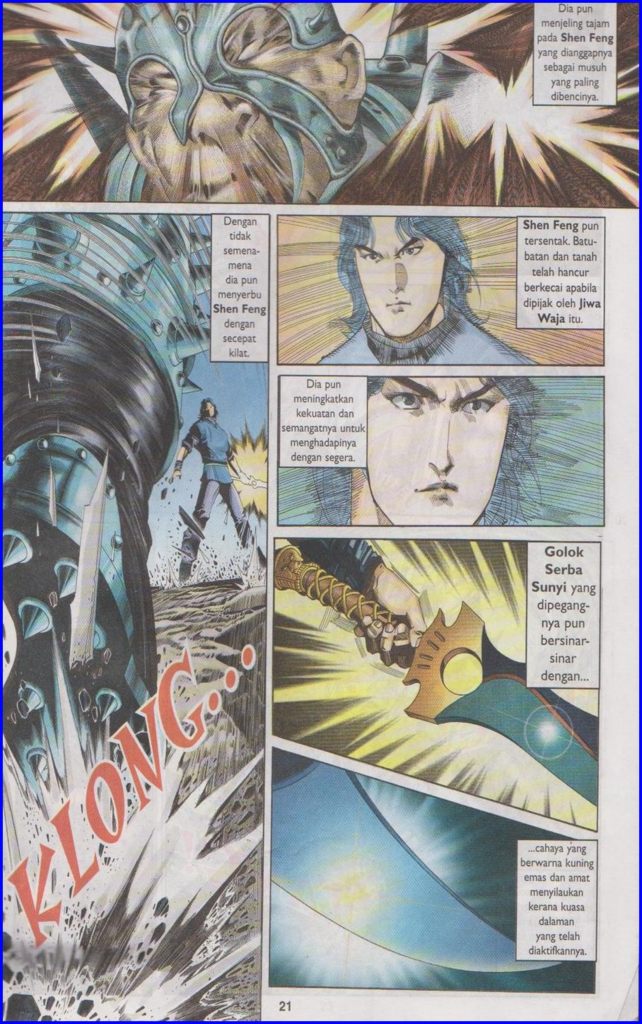 Dia pun
menjeling tajam
pada Shen Feng
yang dianggapnya
sebagai musuh
yang paling
dibencinya.
Dengan
tidak
semena-
mena
dia pun
menyerbu
Shen Feng
dengan
secepat
kilat.
Shen Feng pun
tersentak. Batu-
batan dan tanah
telah hancur
berkecai apabila
dipijak oleh Jiwa
Waja itu.
Dia pun
meningkatkan
kekuatan dan
semangatnya untuk
menghadapinya
dengan segera.
KLONG...
Golok
Serba
Sunyi yang
dipegang-
nya pun
bersinar-
sinar
dengan...
...cahaya yang
berwarna kuning
emas dan amat
menyilaukan
kerana kuasa
dalaman
yang telah
diaktifkannya.
21